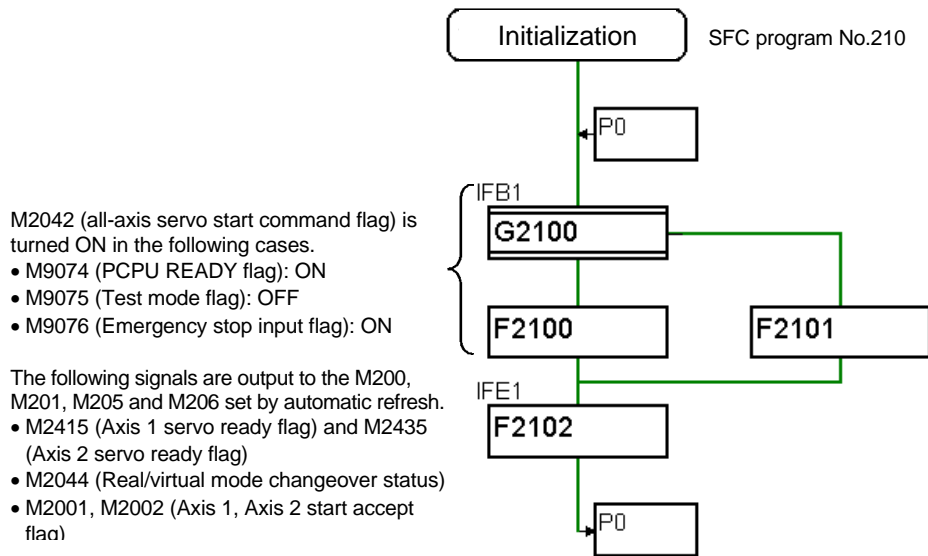 Initialization
SFC program No.210
P0
IFB1
G2100
M2042 (all-axis servo start command flag) is
turned ON in the following cases.
• M9074 (PCPU READY flag): ON
• M9075 (Test mode flag): OFF
• M9076 (Emergency stop input flag): ON
F2100
F2101
The following signals are output to the M200,
M201, M205 and M206 set by automatic refresh.
• M2415 (Axis 1 servo ready flag) and M2435
(Axis 2 servo ready flag)
• M2044 (Real/virtual mode changeover status)
• M2001, M2002 (Axis 1, Axis 2 start accept
flag)
IFE1
F2102
P0